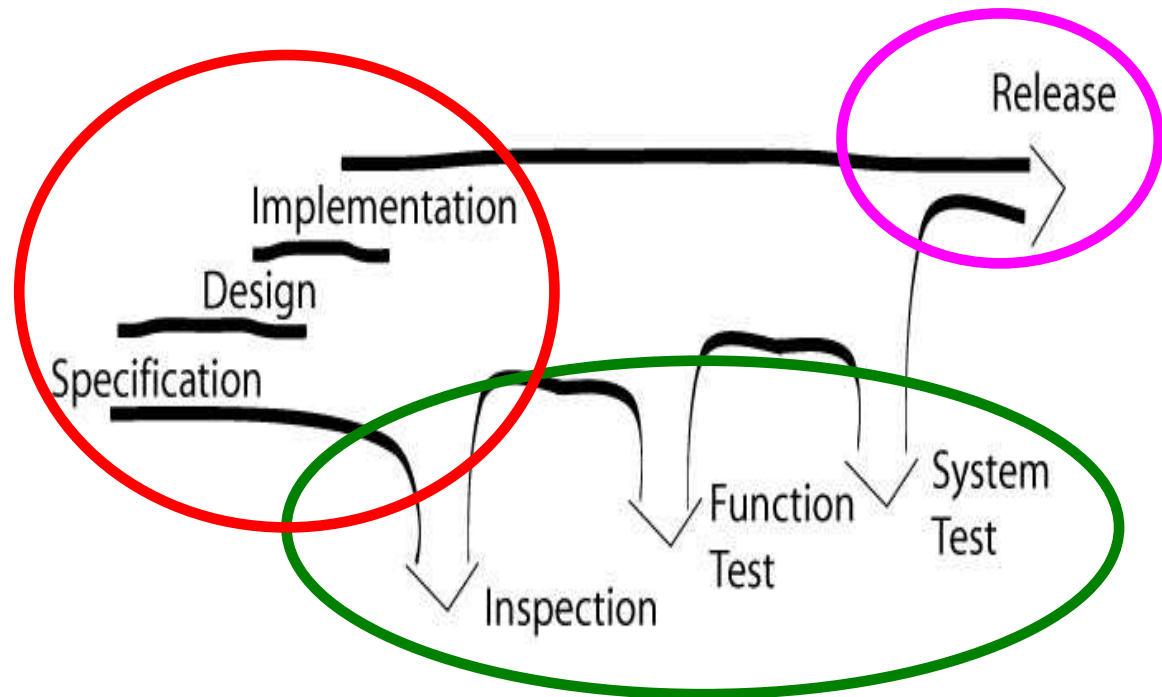 Release
Implementation
Design
Specification
System
Test
Function
Test
Inspection